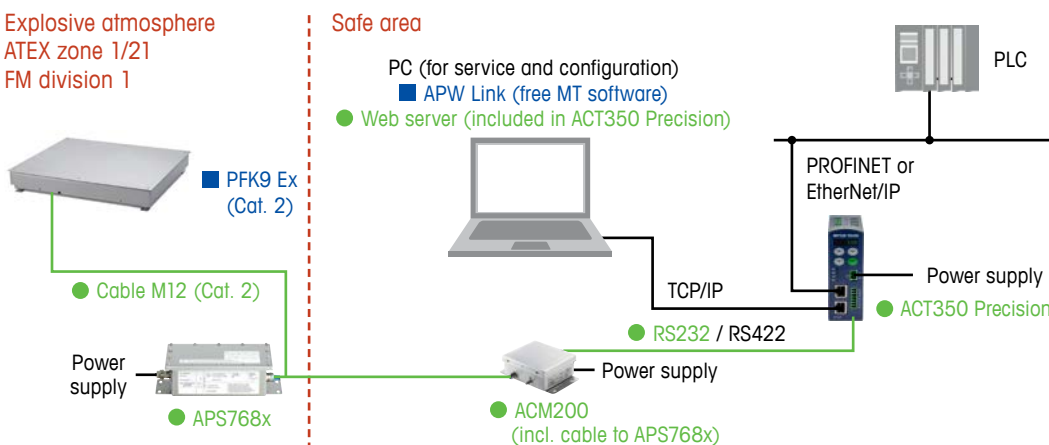 Explosive atmosphere
ATEX zone 1/21
FM division 1
Safe area
PC (for service and configuration)
APW Link (free MT software)
Web server (included in ACT350 Precision)
PLC
PROFINET or
EtherNet/IP
PFK9 Ex
(Cat. 2)
Cable M12 (Cat. 2)
TCP/IP
Power supply
ACT350 Precision
RS232 / RS422
Power
supply
APS768x
Power supply
ACM200
(incl. cable to APS768x)